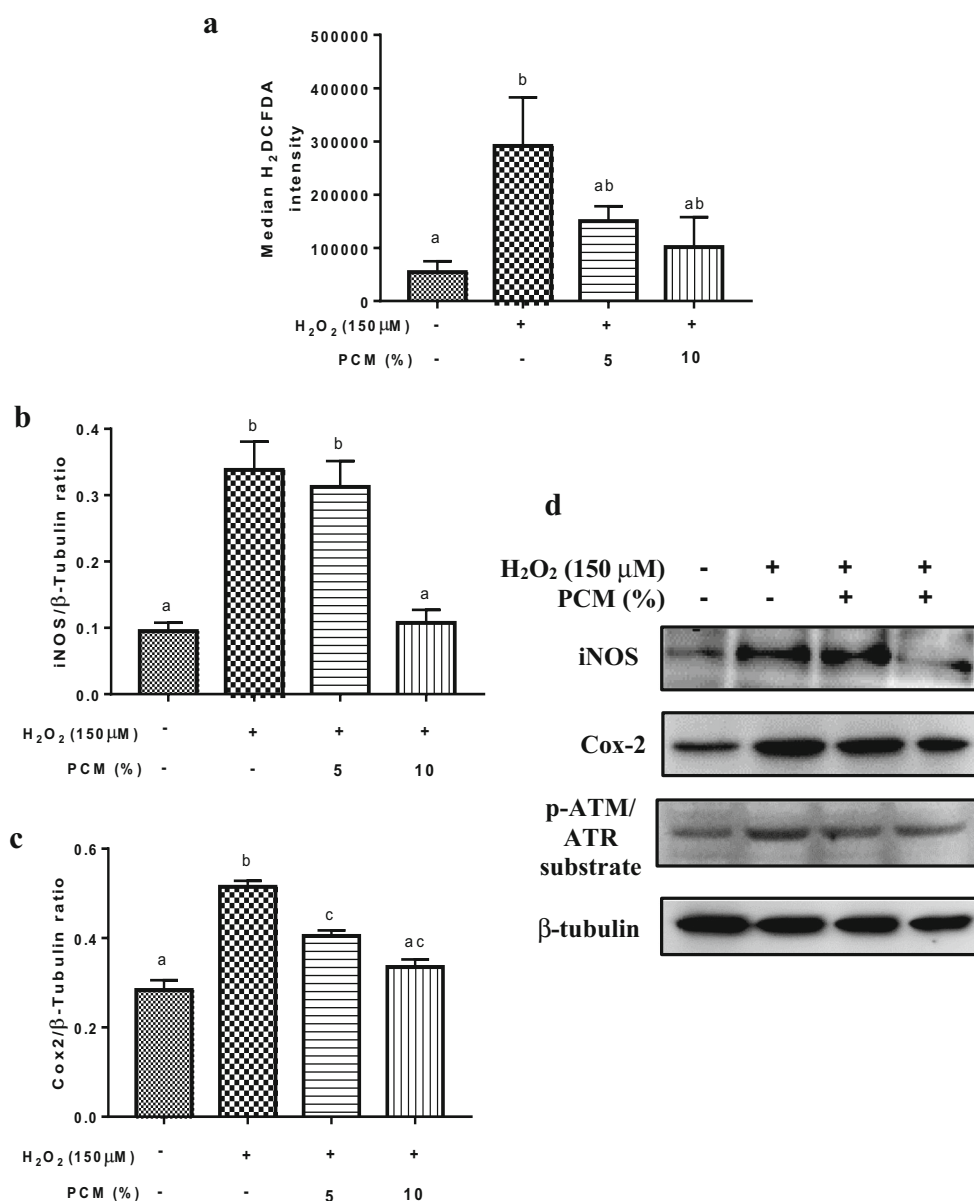 a
500000
400000
300000
200000
100000
0
Median H₂DCFDA
intensity
a
b
ab
ab
H₂O₂ (150 μM) - + + +
PCM (%) - - 5 10
b
0.4
0.3
0.2
0.1
0.0
iNOS/β-Tubulin ratio
a
b
b
a
H₂O₂ (150 μM) - + + +
PCM (%) - - 5 10
c
0.6
0.4
0.2
0.0
Cox2/β-Tubulin ratio
a
b
c
ac
H₂O₂ (150 μM) - + + +
PCM (%) - - 5 10
d
H₂O₂ (150 μM) - + + +
PCM (%) - - + +
iNOS
Cox-2
p-ATM/
ATR
substrate
β-tubulin